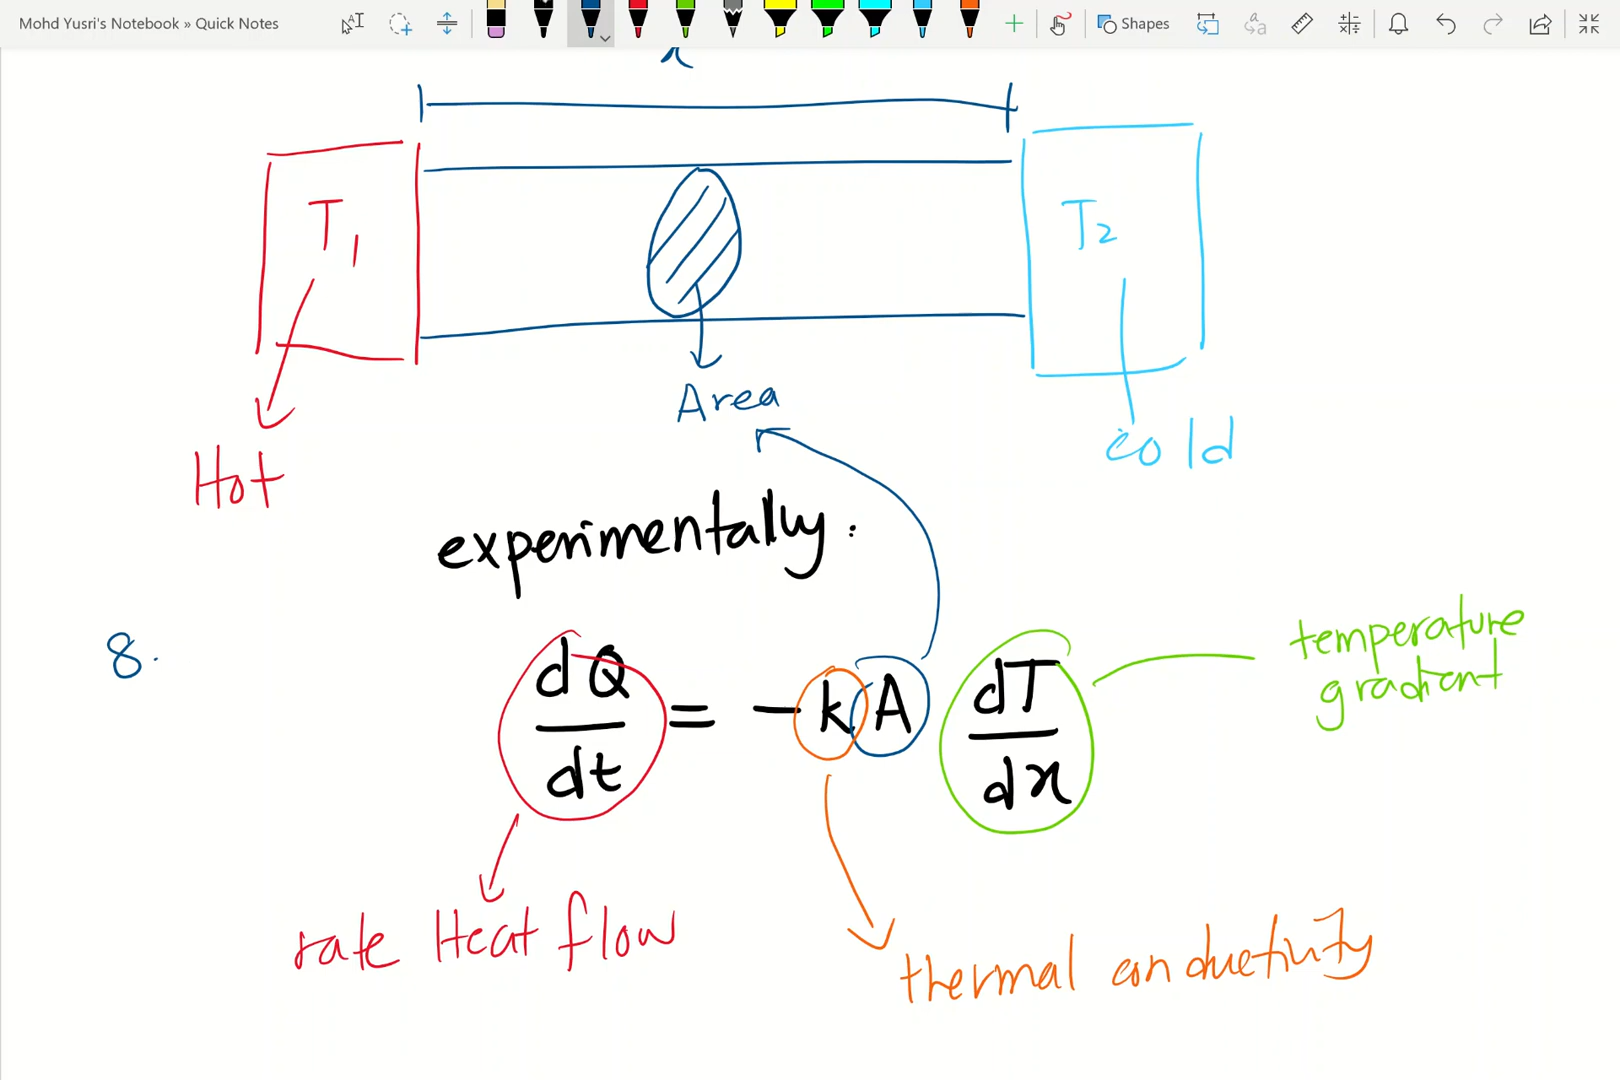 Mohd Yusri's Notebook » Quick Notes
Shapes
x
T₁
T₂
Area
cold
Hot
experimentally:
temperature
gradient
8.
dQ/dt = -kA dT/dx
rate Heat flow
thermal conductivity